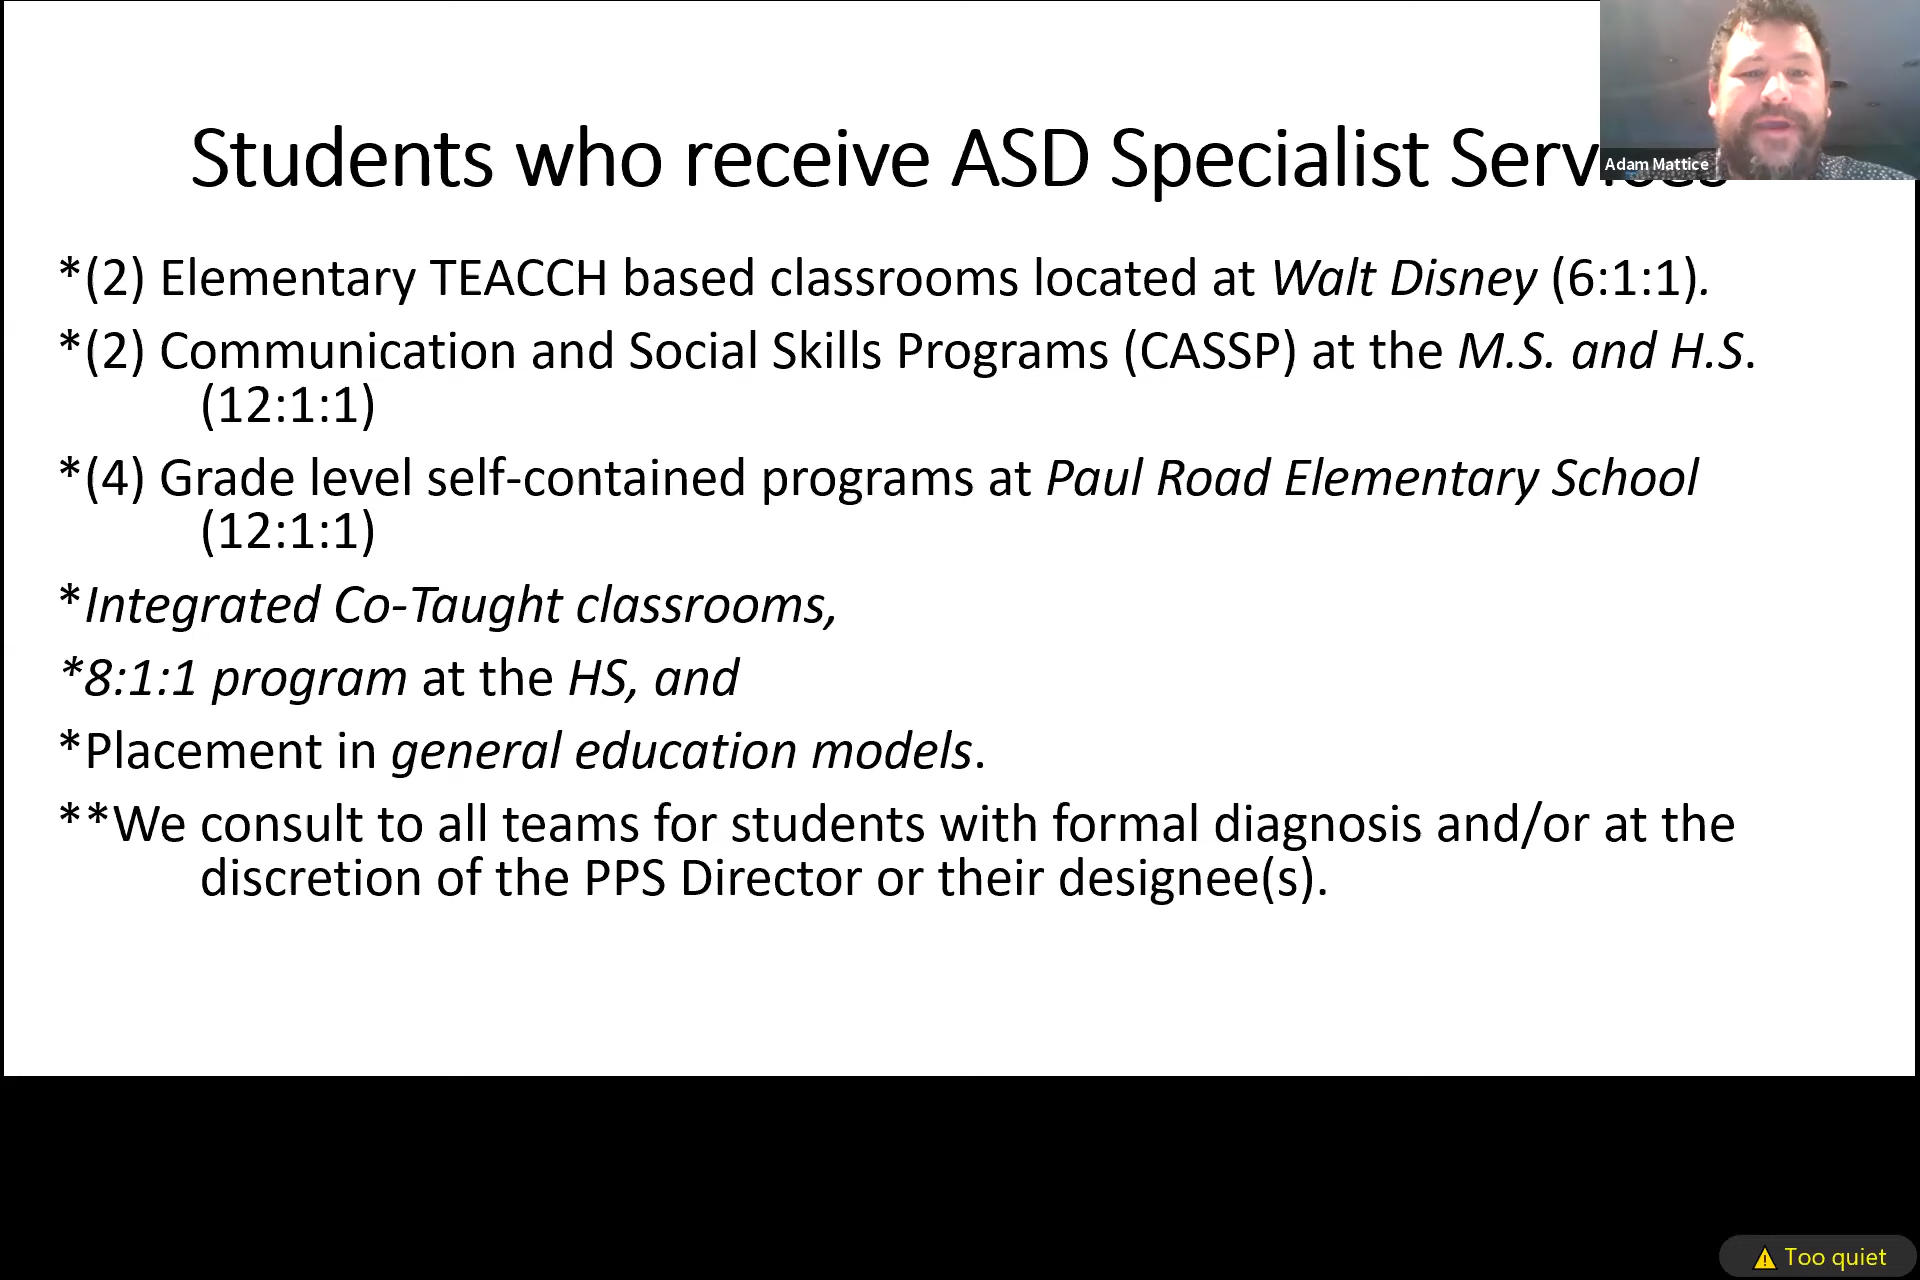 Students who receive ASD Specialist Services
Adam Mattice
*(2) Elementary TEACCH based classrooms located at Walt Disney (6:1:1).
*(2) Communication and Social Skills Programs (CASSP) at the M.S. and H.S.
(12:1:1)
*(4) Grade level self-contained programs at Paul Road Elementary School
(12:1:1)
*Integrated Co-Taught classrooms,
*8:1:1 program at the HS, and
*Placement in general education models.
**We consult to all teams for students with formal diagnosis and/or at the
discretion of the PPS Director or their designee(s).
Too quiet